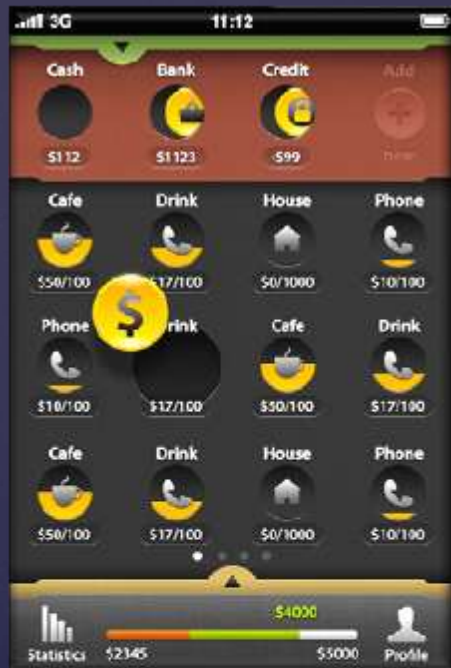 3G 11:12
Cash Bank Credit Add
$112 $1123 -$99 new
Cafe Drink House Phone
$50/100 $17/100 $0/1000 $10/100
$
Phone rink Cafe Drink
$10/100 $17/100 $50/100 $17/100
Cafe Drink House Phone
$50/100 $17/100 $0/1000 $10/100
$4000
Statistics $2345 $5000 Profile